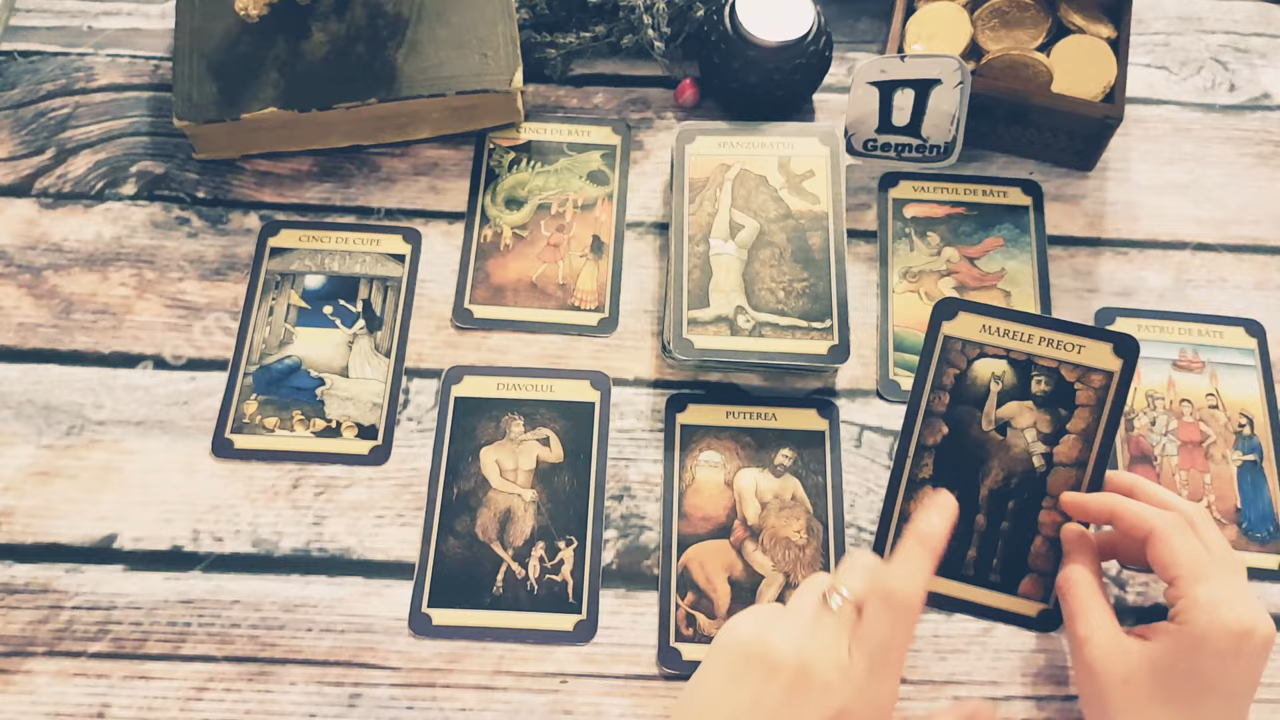 CINCI DE BÂTE
SPÂNZURATUL
Gemeni
VALETUL DE BÂTE
CINCI DE CUPE
MARELE PREOT
PATRU DE BÂTE
DIAVOLUL
PUTEREA